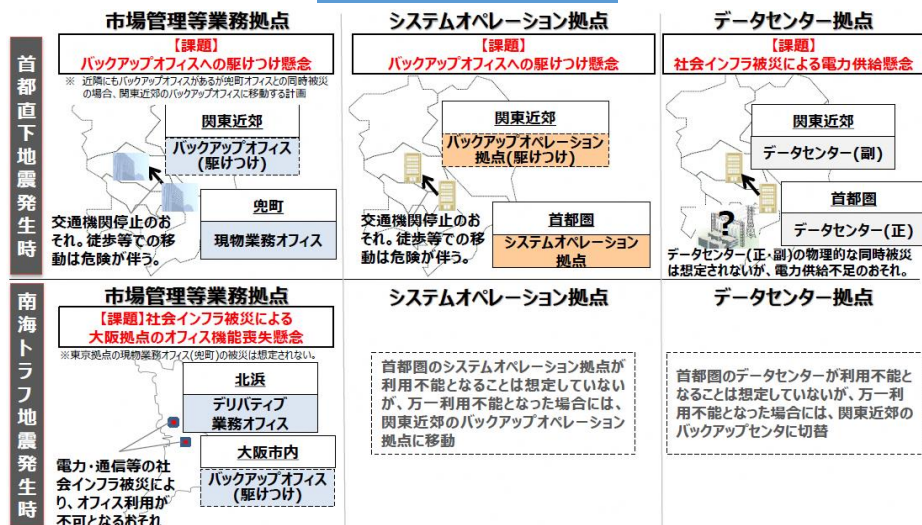 市場管理等業務拠点
【課題】
バックアップオフィスへの駆けつけ懸念
※ 近隣にもバックアップオフィスがあるが兜町オフィスとの同時被災
の場合、関東近郊のバックアップオフィスに移動する計画
関東近郊
バックアップオフィス
(駆けつけ)
兜町
現物業務オフィス
交通機関停止のお
それ。徒歩等での移
動は危険が伴う。
システムオペレーション拠点
【課題】
バックアップオフィスへの駆けつけ懸念
関東近郊
バックアップオペレーション
拠点(駆けつけ)
首都圏
システムオペレーション
拠点
交通機関停止のお
それ。徒歩等での移
動は危険が伴う。
データセンター拠点
【課題】
社会インフラ被災による電力供給懸念
関東近郊
データセンター(副)
首都圏
データセンター(正)
?
データセンター(正・副)の物理的な同時被災
は想定されないが、電力供給不足のおそれ。
首都直下地震発生時
市場管理等業務拠点
【課題】社会インフラ被災による
大阪拠点のオフィス機能喪失懸念
※東京拠点の現物業務オフィス(兜町)の被災は想定されない。
北浜
デリバティブ
業務オフィス
大阪市内
バックアップオフィス
(駆けつけ)
電力・通信等の社
会インフラ被災によ
り、オフィス利用が
不可となるおそれ
システムオペレーション拠点
首都圏のシステムオペレーション拠点が
利用不能となることは想定していない
が、万一利用不能となった場合には、
関東近郊のバックアップオペレーション
拠点に移動
データセンター拠点
首都圏のデータセンターが利用不能と
なることは想定していないが、万一利
用不能となった場合には、関東近郊の
バックアップセンタに切替
南海トラフ地震発生時